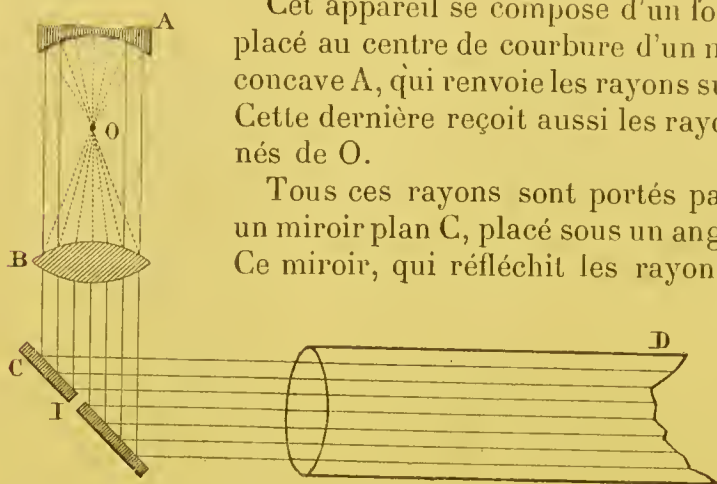 Cet appareil se compose d'un fo
placé au centre de courbure d'un m
concave A, qui renvoie les rayons su
Cette dernière reçoit aussi les rayo
nés de O.
Tous ces rayons sont portés pa
un miroir plan C, placé sous un ang
Ce miroir, qui réfléchit les rayon
A
O
B
C
I
D